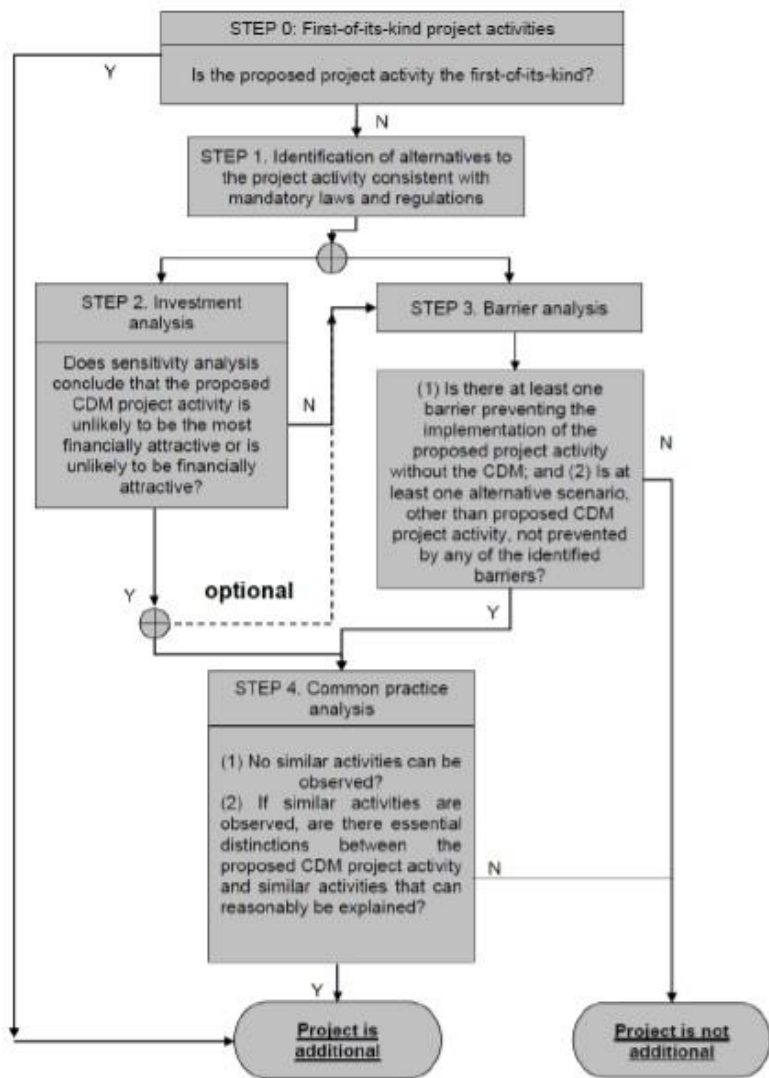 STEP 0: First-of-its-kind project activities
Y
Is the proposed project activity the first-of-its-kind?
N
STEP 1. Identification of alternatives to
the project activity consistent with
mandatory laws and regulations
STEP 2. Investment
analysis
Does sensitivity analysis
conclude that the proposed
CDM project activity is
unlikely to be the most
financially attractive or is
unlikely to be financially
attractive?
N
Y
optional
STEP 3. Barrier analysis
(1) Is there at least one
barrier preventing the
implementation of the
proposed project activity
without the CDM; and (2) Is at
least one alternative scenario,
other than proposed CDM
project activity, not prevented
by any of the identified
barriers?
N
Y
STEP 4. Common practice
analysis
(1) No similar activities can be
observed?
(2) If similar activities are
observed, are there essential
distinctions between the
proposed CDM project activity
and similar activities that can
reasonably be explained?
N
Y
Project is
additional
Project is not
additional